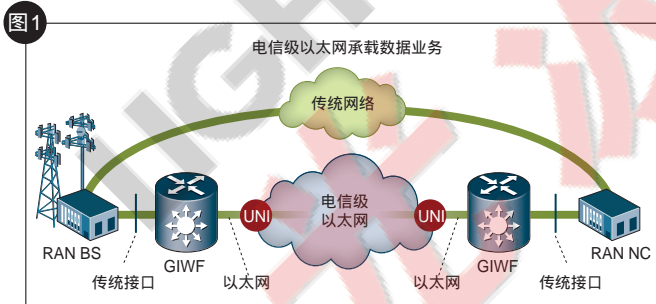 图1
电信级以太网承载数据业务
传统网络
电信级
以太网
UNI
UNI
RAN BS
GIWF
GIWF
RAN NC
传统接口
以太网
以太网
传统接口